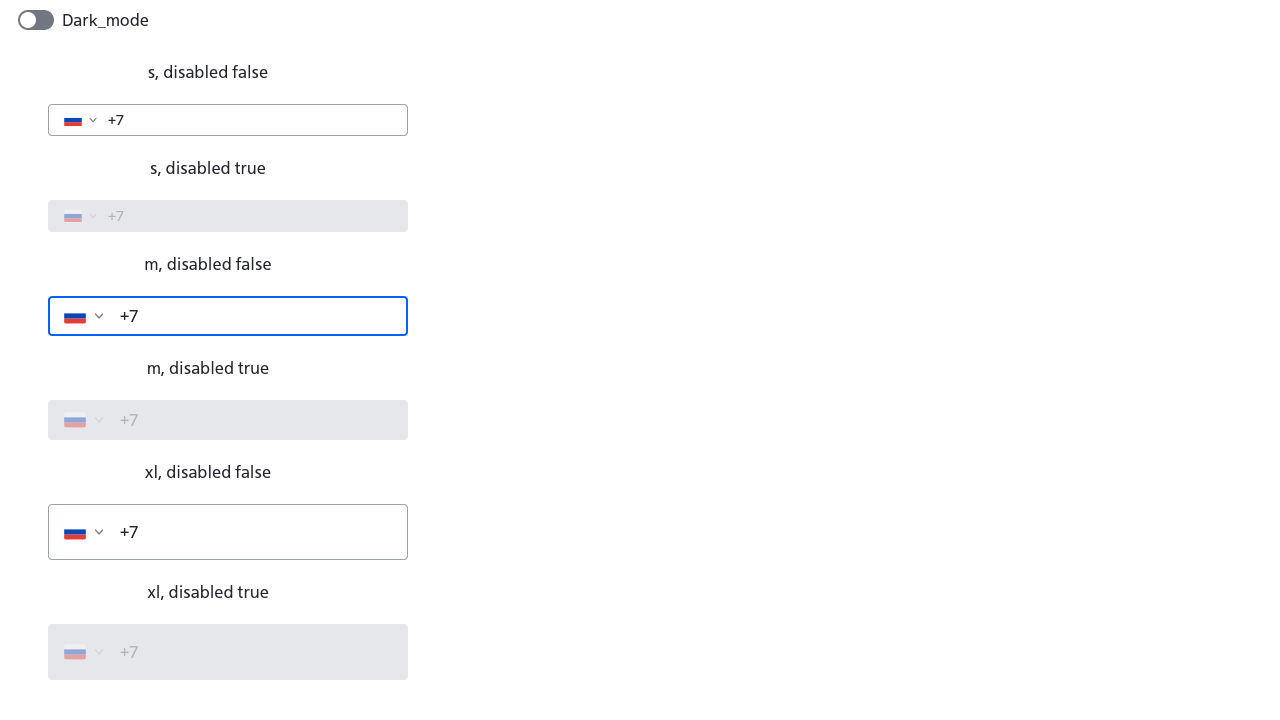 Dark_mode
s, disabled false
+7
s, disabled true
+7
m, disabled false
+7
m, disabled true
+7
xl, disabled false
+7
xl, disabled true
+7